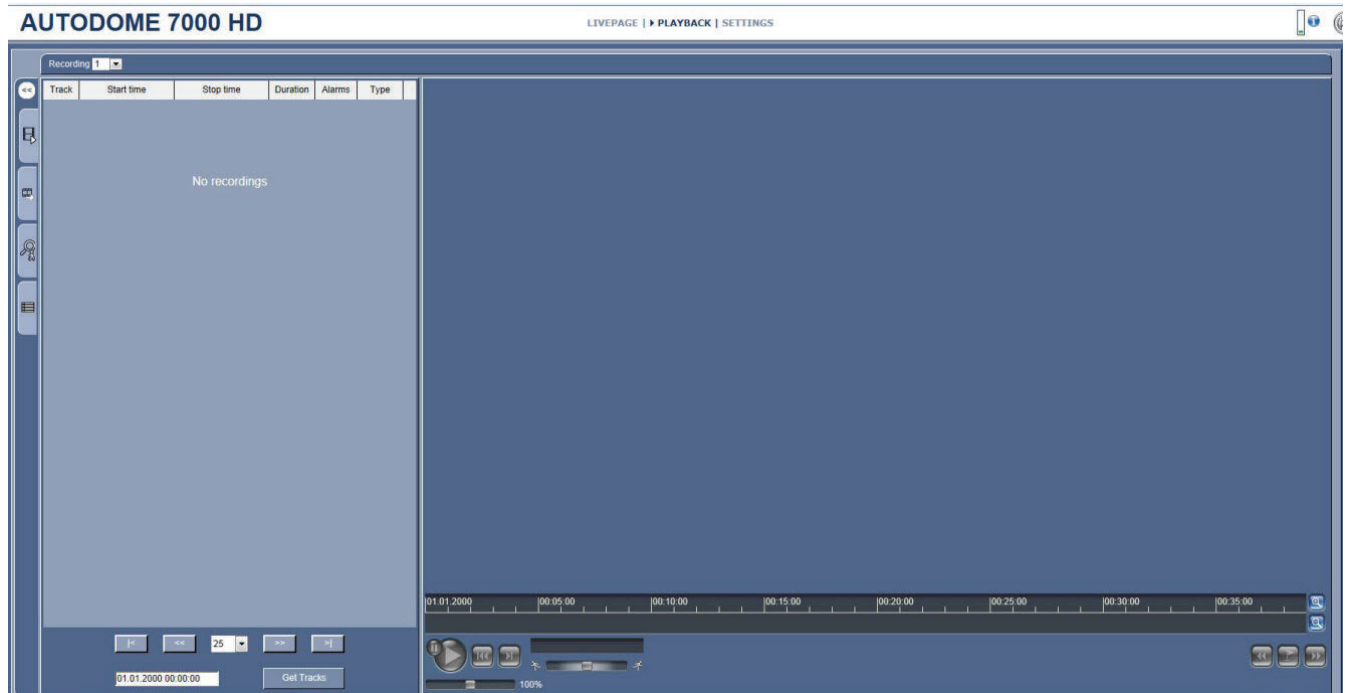 AUTODOME 7000 HD
LIVEPAGE | PLAYBACK | SETTINGS
Recording 1
Track Start time Stop time Duration Alarms Type
No recordings
01.01.2000 00:05:00 00:10:00 00:15:00 00:20:00 00:25:00 00:30:00 00:35:00
|< << 25 >> >|
01.01.2000 00:00:00 Get Tracks
100%